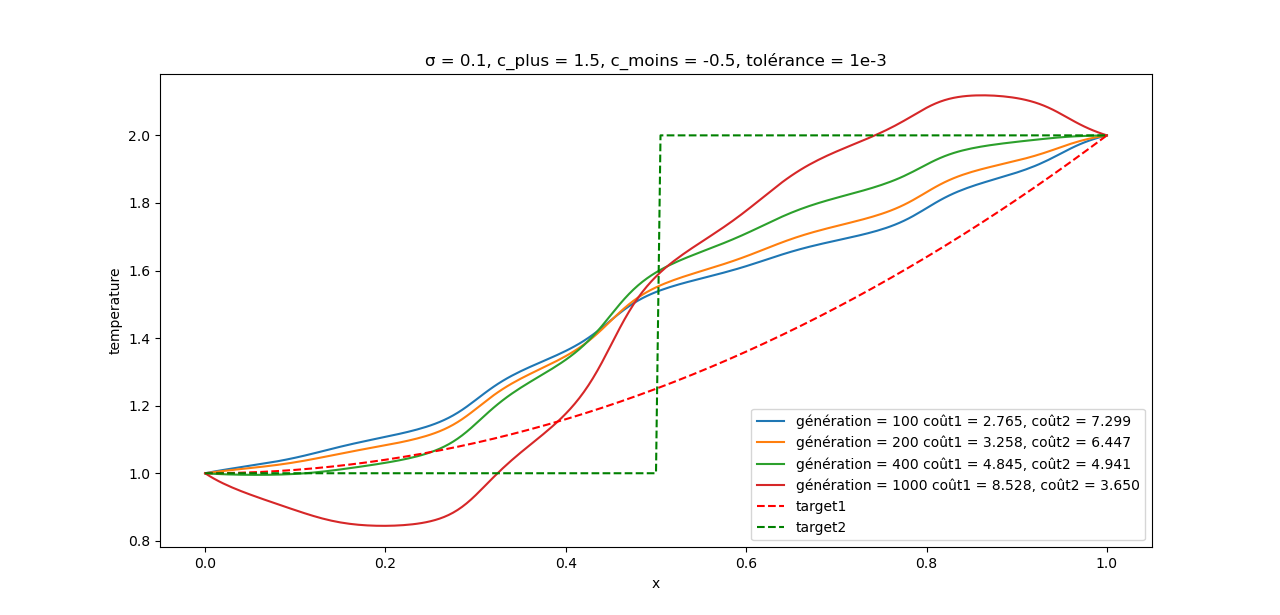 σ = 0.1, c_plus = 1.5, c_moins = -0.5, tolérance = 1e-3
temperature
2.0
1.8
1.6
1.4
1.2
1.0
0.8
génération = 100 coût1 = 2.765, coût2 = 7.299
génération = 200 coût1 = 3.258, coût2 = 6.447
génération = 400 coût1 = 4.845, coût2 = 4.941
génération = 1000 coût1 = 8.528, coût2 = 3.650
target1
target2
0.0 0.2 0.4 0.6 0.8 1.0
x